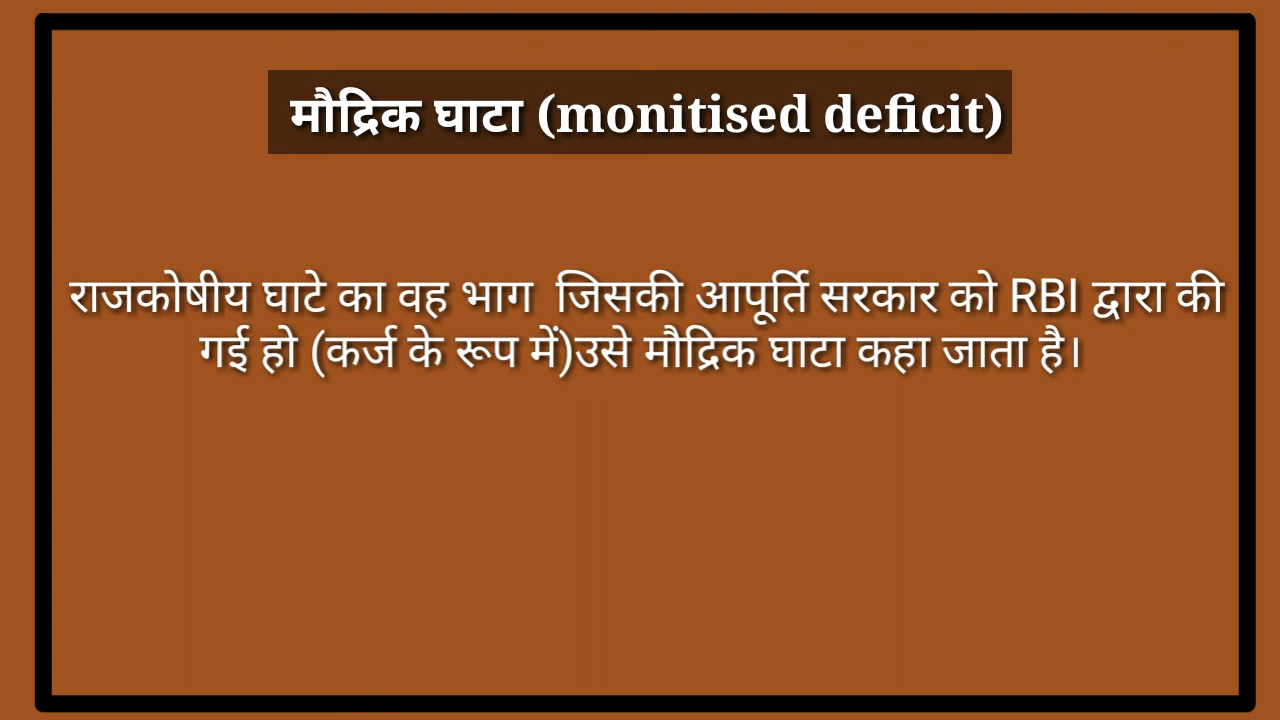 मौद्रिक घाटा (monitised deficit)
राजकोषीय घाटे का वह भाग जिसकी आपूर्ति सरकार को RBI द्वारा की
गई हो (कर्ज के रूप में)उसे मौद्रिक घाटा कहा जाता है।